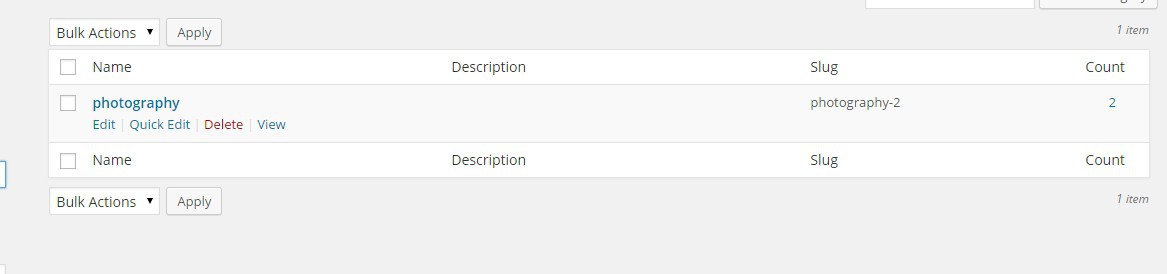 Bulk Actions Apply 1 item
Name Description Slug Count
photography photography-2 2
Edit | Quick Edit | Delete | View
Name Description Slug Count
Bulk Actions Apply 1 item